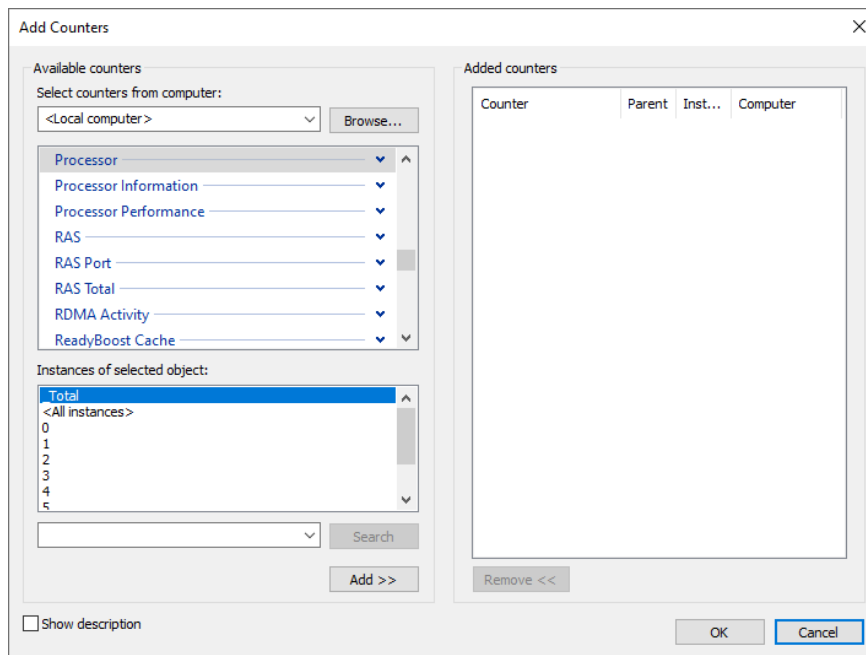 Add Counters
Available counters
Select counters from computer:
<Local computer>
Browse...
Processor
Processor Information
Processor Performance
RAS
RAS Port
RAS Total
RDMA Activity
ReadyBoost Cache
Instances of selected object:
_Total
<All instances>
0
1
2
3
4
5
Search
Add >>
Show description
Added counters
Counter Parent Inst... Computer
Remove <<
OK Cancel